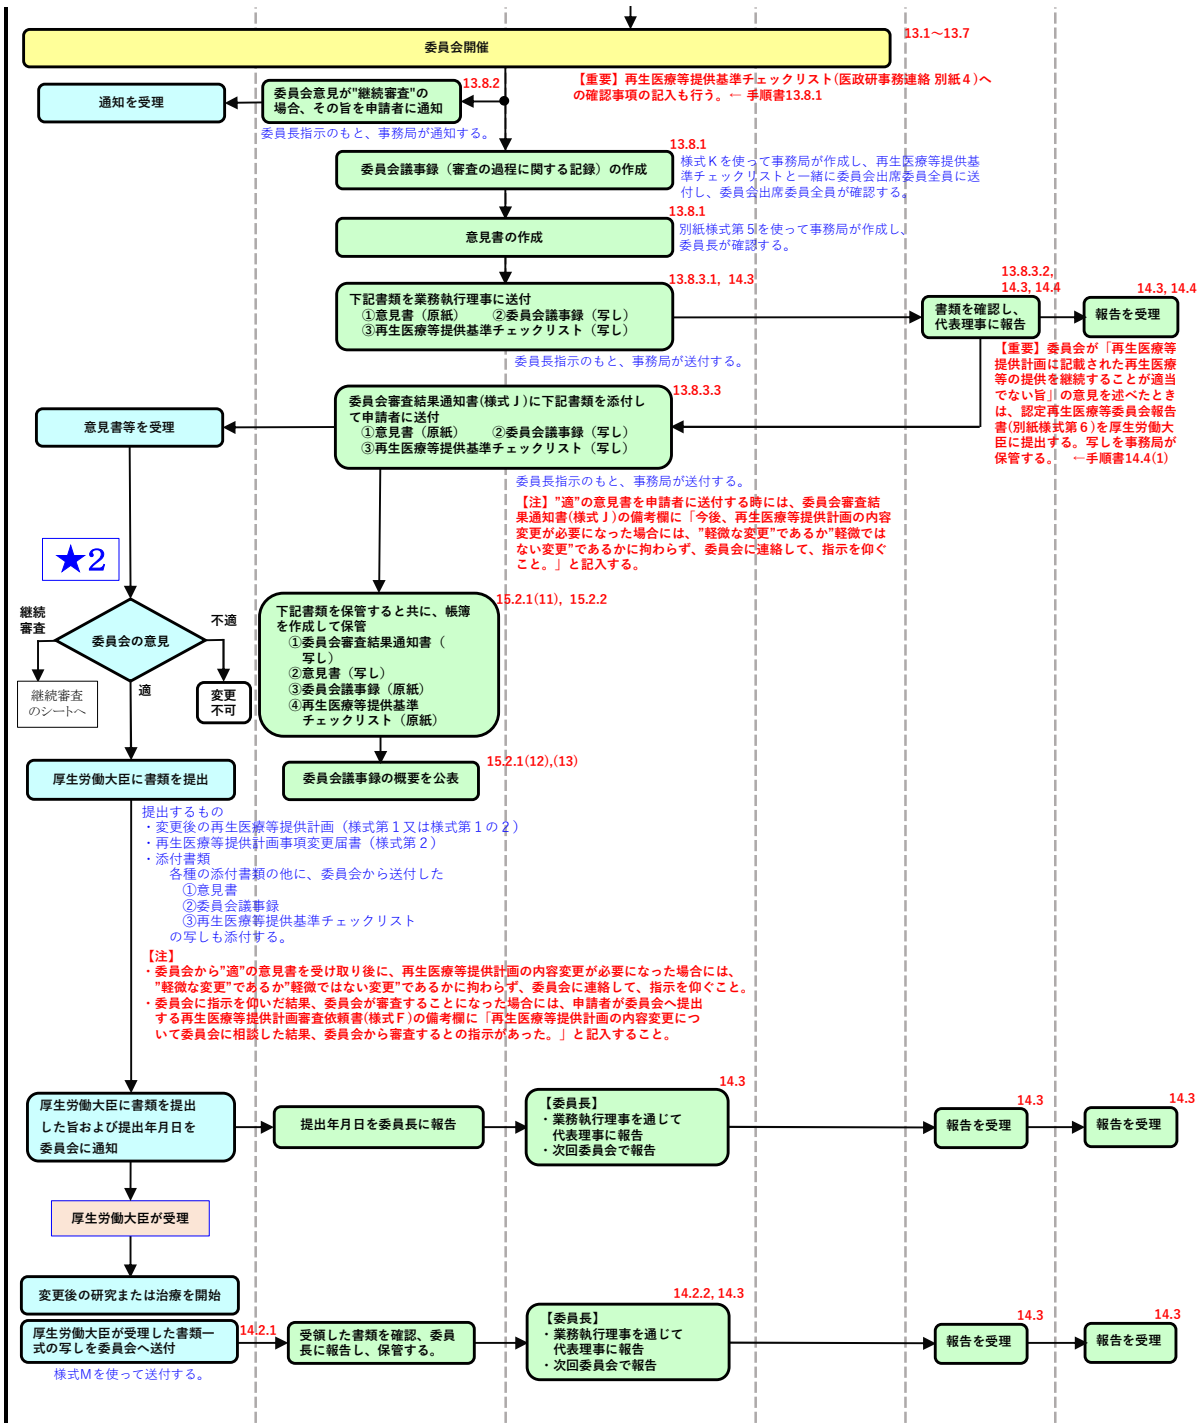 委員会開催
13.1～13.7
【重要】再生医療等提供基準チェックリスト(医政研事務連絡 別紙４)へ
の確認事項の記入も行う。← 手順書13.8.1
通知を受理
委員会意見が"継続審査"の
場合、その旨を申請者に通知
13.8.2
委員長指示のもと、事務局が通知する。
委員会議事録（審査の過程に関する記録）の作成
13.8.1
様式Ｋを使って事務局が作成し、再生医療等提供基
準チェックリストと一緒に委員会出席委員全員に送
付し、委員会出席委員全員が確認する。
意見書の作成
13.8.1
別紙様式第５を使って事務局が作成し、
委員長が確認する。
下記書類を業務執行理事に送付
①意見書（原紙）　②委員会議事録（写し）
③再生医療等提供基準チェックリスト（写し）
13.8.3.1, 14.3
委員長指示のもと、事務局が送付する。
書類を確認し、
代表理事に報告
13.8.3.2,
14.3, 14.4
報告を受理
14.3, 14.4
【重要】委員会が「再生医療等
提供計画に記載された再生医療
等の提供を継続することが適当
でない旨」の意見を述べたとき
は、認定再生医療等委員会報告
書(別紙様式第６)を厚生労働大
臣に提出する。写しを事務局が
保管する。　←手順書14.4(1)
意見書等を受理
委員会審査結果通知書(様式Ｊ)に下記書類を添付し
て申請者に送付
①意見書（原紙）　②委員会議事録（写し）
③再生医療等提供基準チェックリスト（写し）
13.8.3.3
委員長指示のもと、事務局が送付する。
【注】”適”の意見書を申請者に送付する時には、委員会審査結
果通知書(様式Ｊ)の備考欄に「今後、再生医療等提供計画の内容
変更が必要になった場合には、”軽微な変更”であるか”軽微では
ない変更”であるかに拘わらず、委員会に連絡して、指示を仰ぐ
こと。」と記入する。
★2
委員会の意見
継続
審査
不適
適
継続審査
のシートへ
変更
不可
下記書類を保管すると共に、帳簿
を作成して保管
①委員会審査結果通知書（
写し）
②意見書（写し）
③委員会議事録（原紙）
④再生医療等提供基準
チェックリスト（原紙）
15.2.1(11), 15.2.2
委員会議事録の概要を公表
15.2.1(12),(13)
厚生労働大臣に書類を提出
提出するもの
・変更後の再生医療等提供計画（様式第１又は様式第１の２）
・再生医療等提供計画事項変更届書（様式第２）
・添付書類
各種の添付書類の他に、委員会から送付した
①意見書
②委員会議事録
③再生医療等提供基準チェックリスト
の写しも添付する。
【注】
・委員会から”適”の意見書を受け取り後に、再生医療等提供計画の内容変更が必要になった場合には、
”軽微な変更”であるか”軽微ではない変更”であるかに拘わらず、委員会に連絡して、指示を仰ぐこと。
・委員会に指示を仰いだ結果、委員会が審査することになった場合には、申請者が委員会へ提出
する再生医療等提供計画審査依頼書(様式Ｆ)の備考欄に「再生医療等提供計画の内容変更につ
いて委員会に相談した結果、委員会から審査するとの指示があった。」と記入すること。
厚生労働大臣に書類を提出
した旨および提出年月日を
委員会に通知
提出年月日を委員長に報告
【委員長】
・業務執行理事を通じて
代表理事に報告
・次回委員会で報告
14.3
報告を受理
14.3
報告を受理
14.3
厚生労働大臣が受理
変更後の研究または治療を開始
厚生労働大臣が受理した書類一
式の写しを委員会へ送付
14.2.1
様式Ｍを使って送付する。
受領した書類を確認、委員
長に報告し、保管する。
【委員長】
・業務執行理事を通じて
代表理事に報告
・次回委員会で報告
14.2.2, 14.3
報告を受理
14.3
報告を受理
14.3